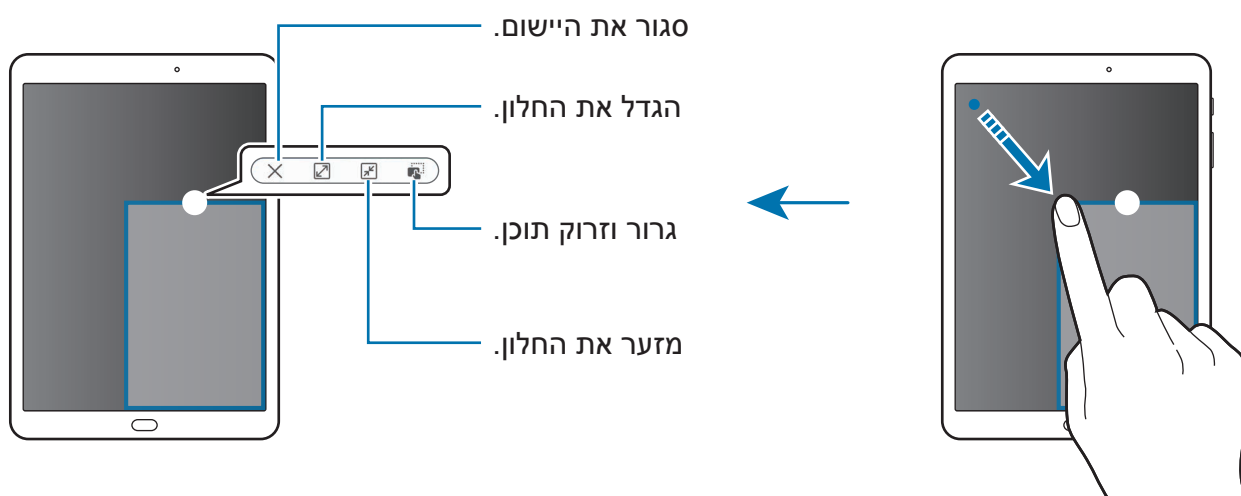 סגור את היישום.
הגדל את החלון.
גרור וזרוק תוכן.
מזער את החלון.